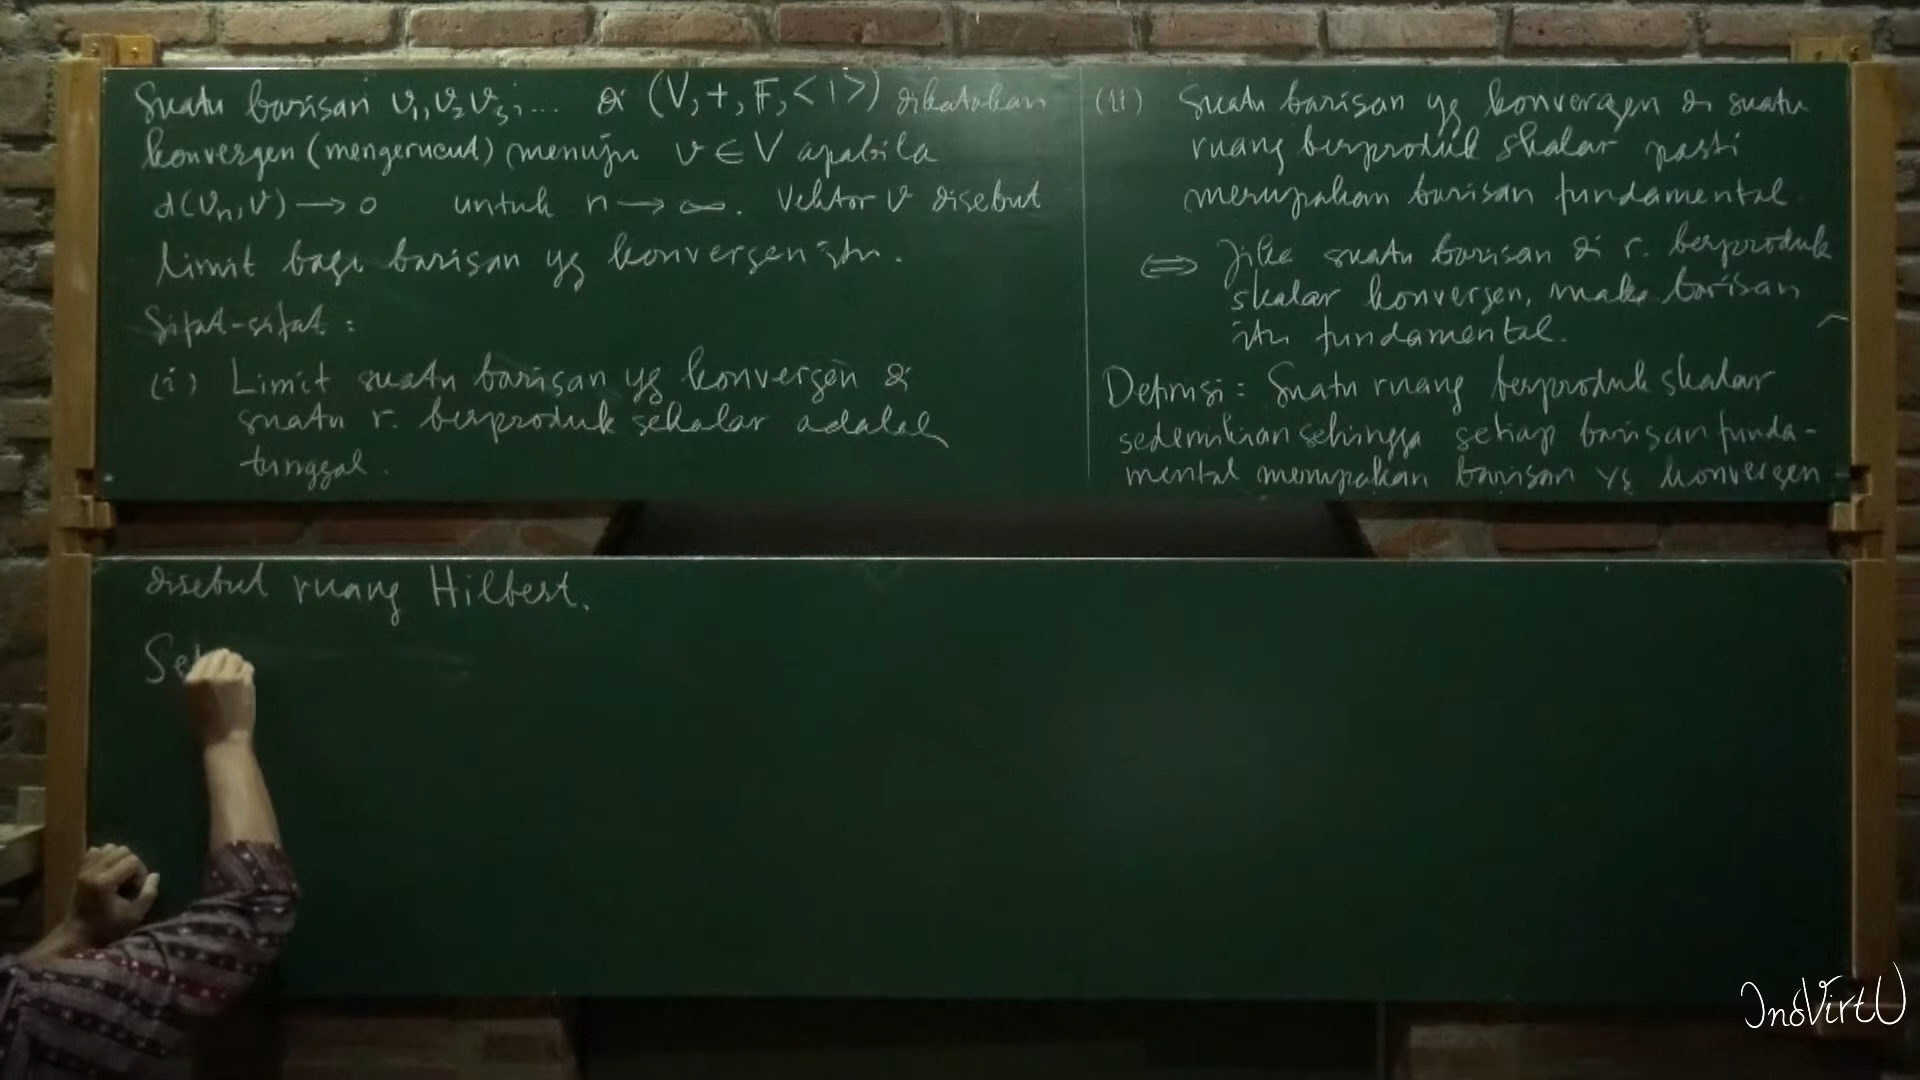 Suatu barisan v₁, v₂ v₃, ... di (V, +, F, < | >) dikatakan
konvergen (mengerucut) menuju v ∈ V apabila
d(vₙ, v) → 0 untuk n → ∞. Vektor v disebut
limit bagi barisan yg konvergen itu.
Sifat-sifat :
(i) Limit suatu barisan yg konvergen di
suatu r. berproduk sekalar adalah
tunggal.
(ii) Suatu barisan yg konvergen di suatu
ruang berproduk skalar pasti
merupakan barisan fundamental
⇔ Jika suatu barisan di r. berproduk
skalar konvergen, maka barisan
itu fundamental.
Definisi : Suatu ruang berproduk skalar
sedemikian sehingga setiap barisan funda-
mental merupakan barisan yg konvergen
disebut ruang Hilbert.
Se
InoVirtU